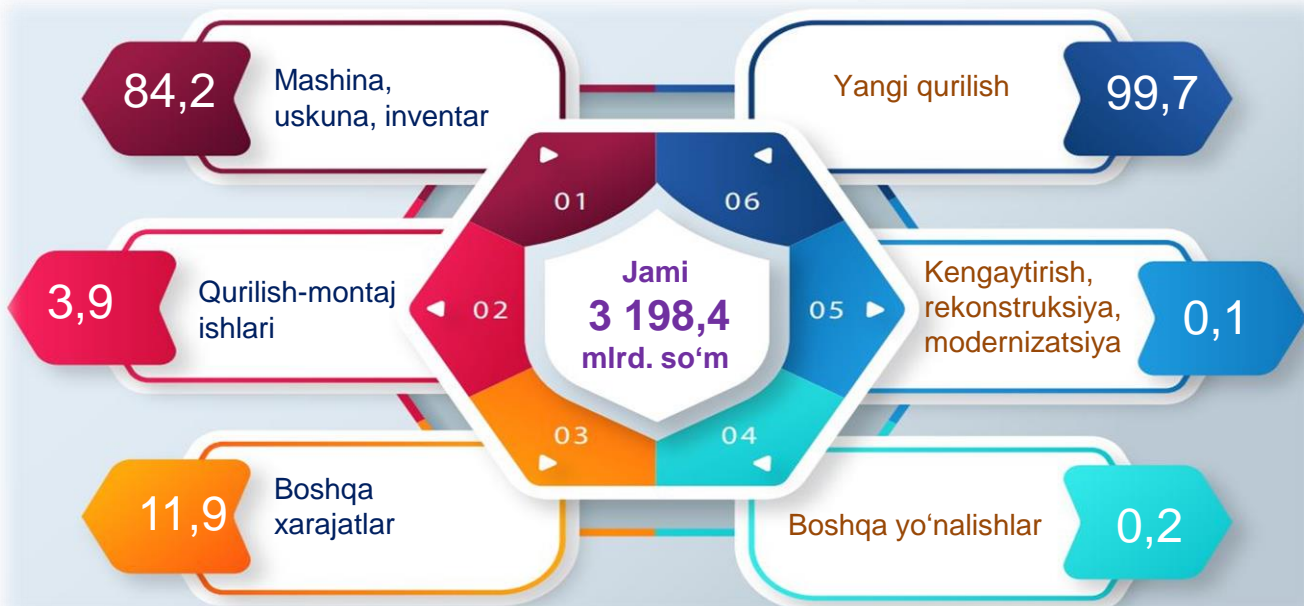 84,2
Mashina,
uskuna, inventar
Yangi qurilish
99,7
01
06
3,9
Qurilish-montaj
ishlari
02
Jami
3 198,4
mlrd. so‘m
05
Kengaytirish,
rekonstruksiya,
modernizatsiya
0,1
11,9
Boshqa
xarajatlar
03
04
Boshqa yo‘nalishlar
0,2